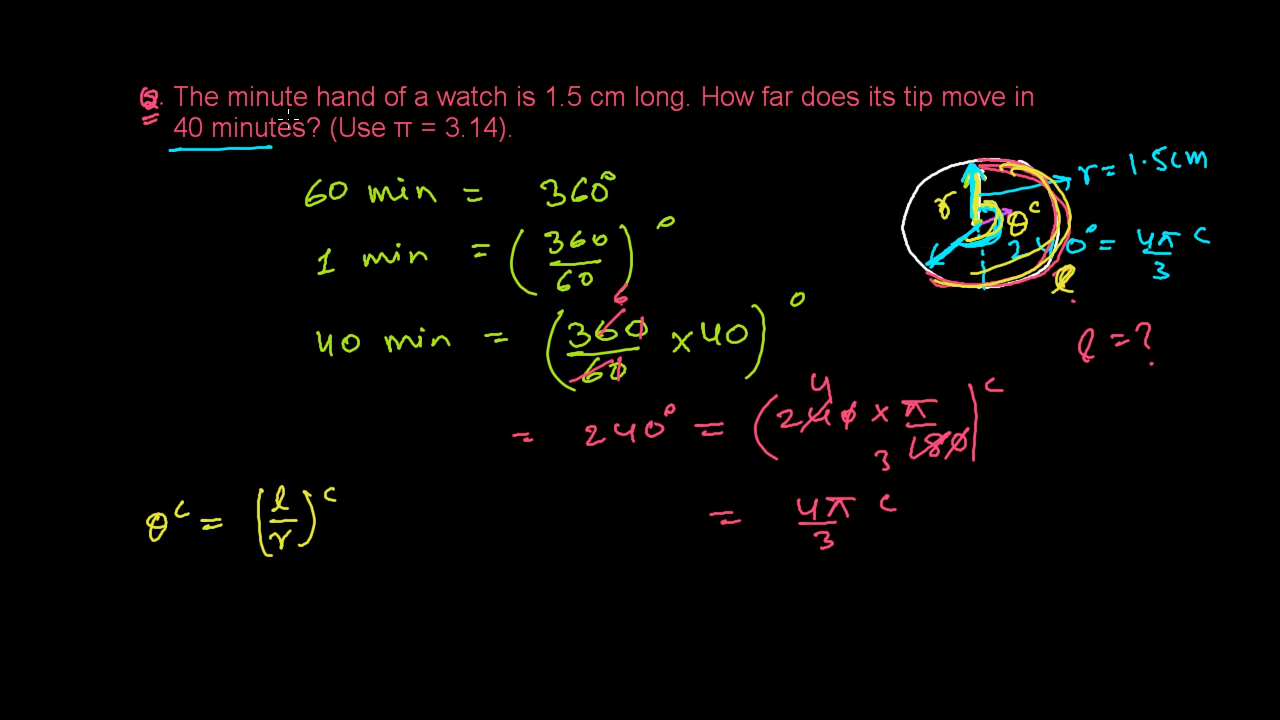 Q. The minute hand of a watch is 1.5 cm long. How far does its tip move in
40 minutes? (Use π = 3.14).
60 min = 360°
1 min = (360/60)°
40 min = (360/60 × 40)°
= 240° = (240 × π/180)ᶜ
= 4π/3 ᶜ
θᶜ = (l/r)ᶜ
r = 1.5cm
r
θᶜ
240° = 4π/3 ᶜ
l
l = ?